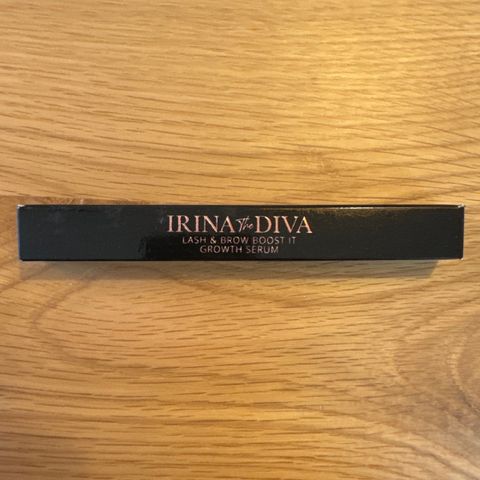 IRINA The DIVA
LASH & BROW BOOST IT
GROWTH SERUM